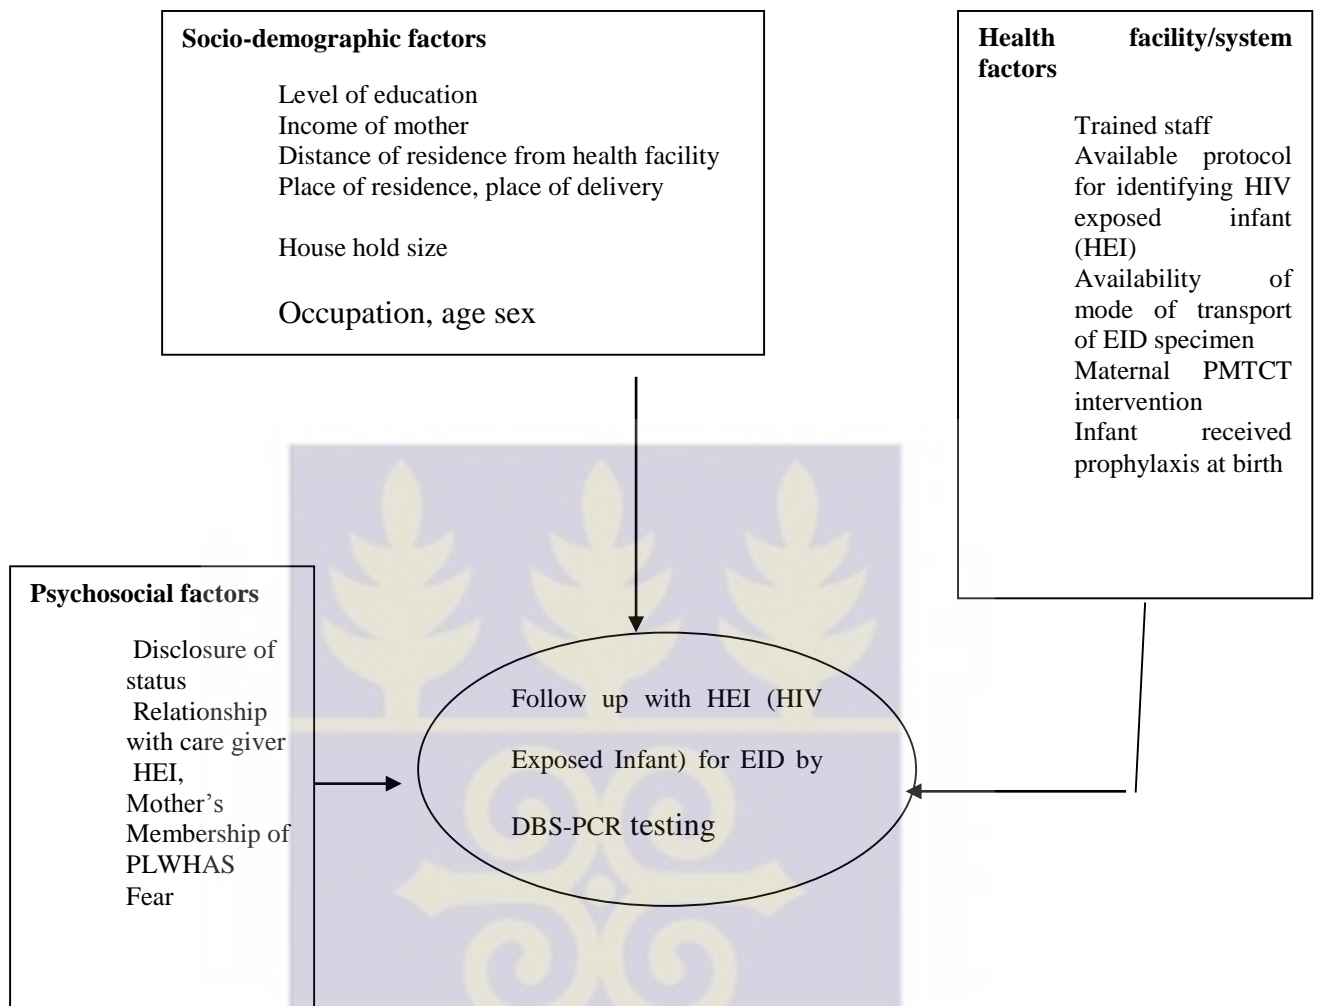 Socio-demographic factors
Level of education
Income of mother
Distance of residence from health facility
Place of residence, place of delivery
House hold size
Occupation, age sex
Health facility/system
factors
Trained staff
Available protocol
for identifying HIV
exposed infant
(HEI)
Availability of
mode of transport
of EID specimen
Maternal PMTCT
intervention
Infant received
prophylaxis at birth
Psychosocial factors
Disclosure of
status
Relationship
with care giver
HEI,
Mother’s
Membership of
PLWHAS
Fear
Follow up with HEI (HIV
Exposed Infant) for EID by
DBS-PCR testing